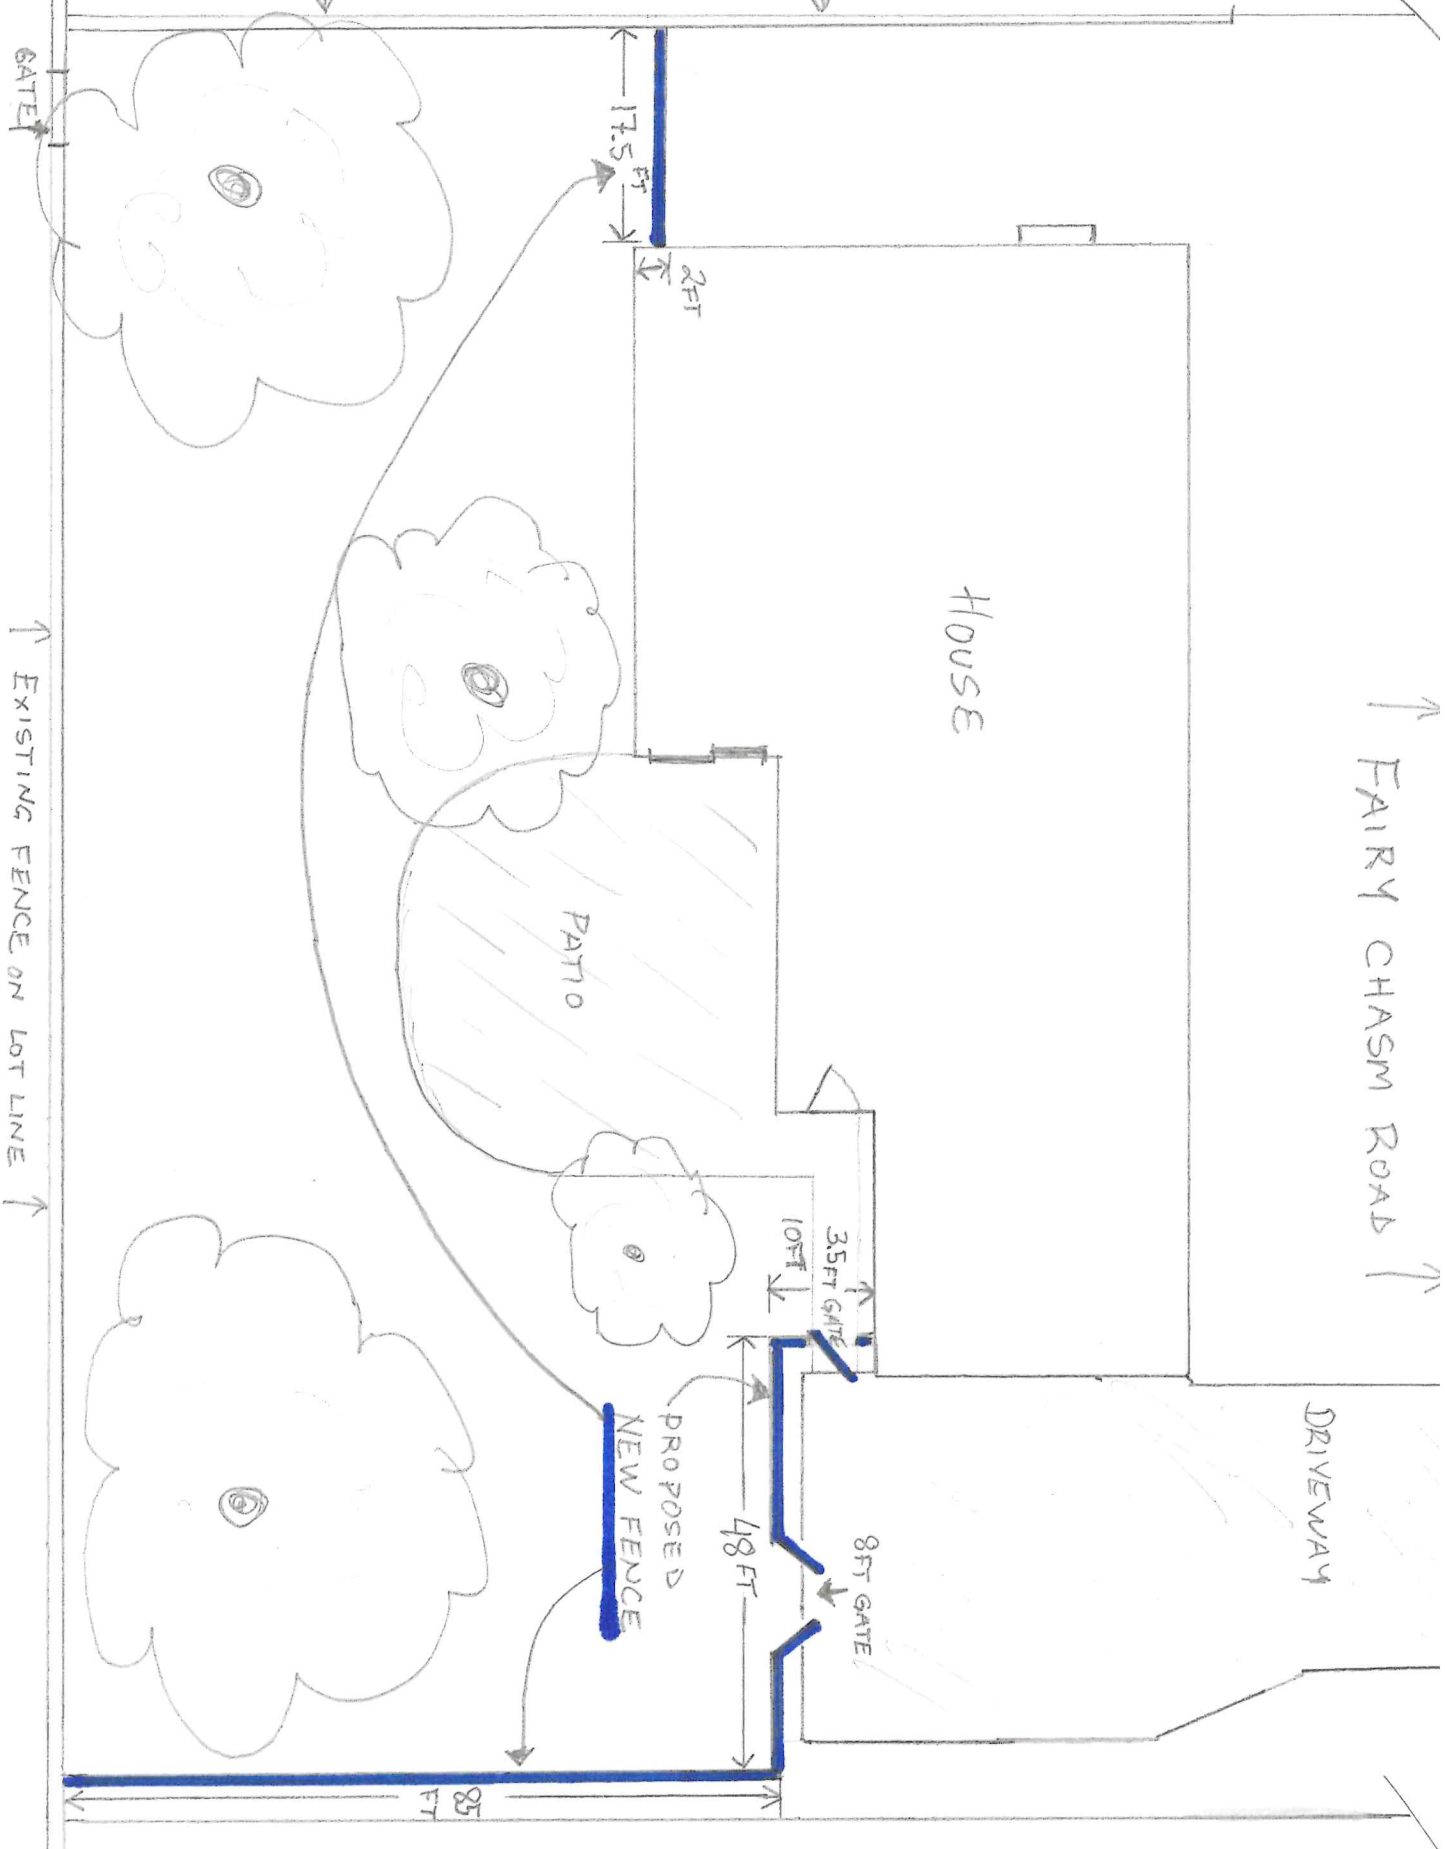 FAIRY CHASM ROAD
DRIVEWAY
HOUSE
8FT GATE
3.5FT GATE
10FT
48 FT
2FT
17.5 FT
PATIO
PROPOSED
NEW FENCE
85
FT
GATE
EXISTING FENCE ON LOT LINE